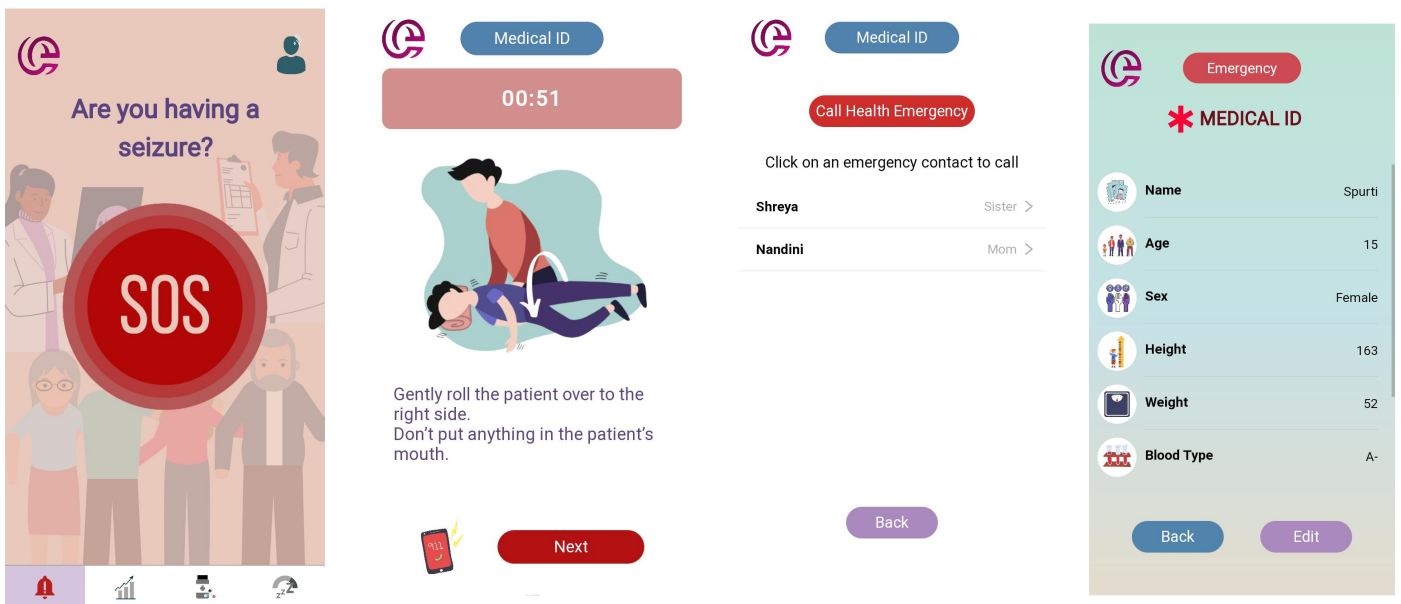 Are you having a
seizure?
SOS
zzZ
Medical ID
00:51
Gently roll the patient over to the
right side.
Don't put anything in the patient's
mouth.
911
Next
Medical ID
Call Health Emergency
Click on an emergency contact to call
Shreya Sister
Nandini Mom
Back
Emergency
MEDICAL ID
Name Spurti
Age 15
Sex Female
Height 163
Weight 52
Blood Type A-
Back Edit